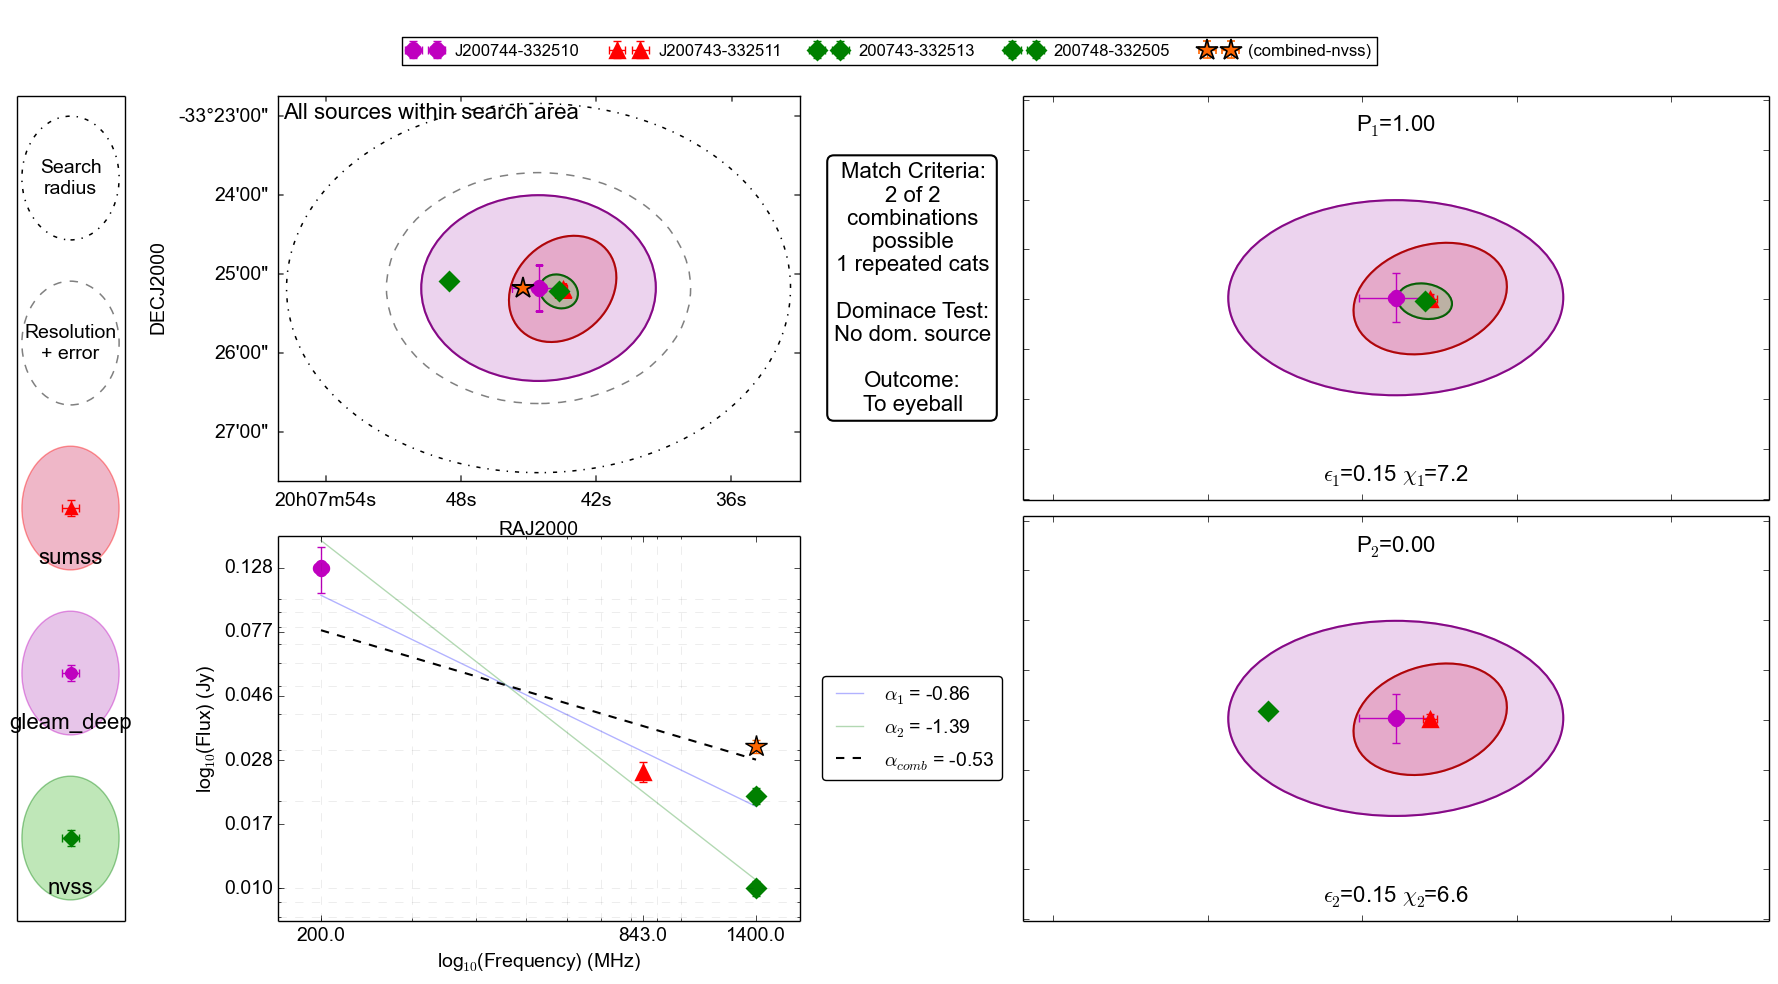 J200744-332510
J200743-332511
200743-332513
200748-332505
(combined-nvss)
Search
radius
Resolution
+ error
sumss
gleam_deep
nvss
All sources within search area
-33°23'00"
24'00"
25'00"
26'00"
27'00"
DECJ2000
20h07m54s
48s
42s
36s
RAJ2000
Match Criteria:
2 of 2
combinations
possible
1 repeated cats
Dominace Test:
No dom. source
Outcome:
To eyeball
P1=1.00
ϵ1=0.15 χ1=7.2
0.128
0.077
0.046
0.028
0.017
0.010
log10(Flux) (Jy)
200.0
843.0
1400.0
log10(Frequency) (MHz)
α1 = -0.86
α2 = -1.39
αcomb = -0.53
P2=0.00
ϵ2=0.15 χ2=6.6